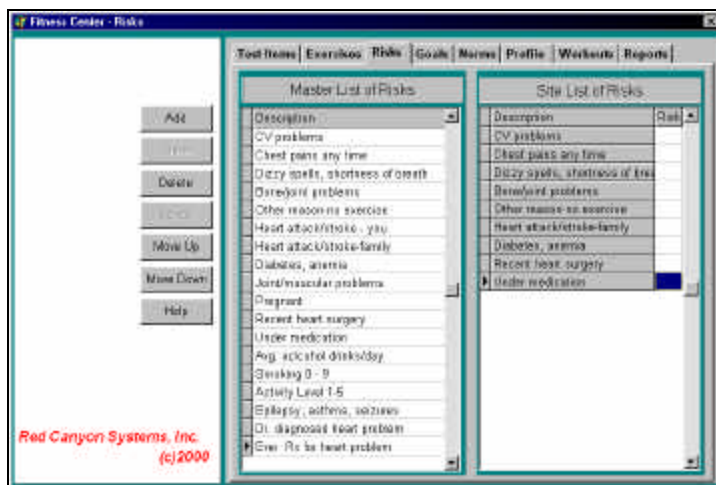 Fitness Center - Risks
Test Items Exercises Risks Goals Norms Profile Workouts Reports
Add
Delete
Move Up
Move Down
Help
Red Canyon Systems, Inc.
(c)2000
Master List of Risks
Description
CV problems
Chest pains any time
Dizzy spells, shortness of breath
Bone/joint problems
Other reason-no exercise
Heart attack/stroke - you
Heart attack/stroke-family
Diabetes, anemia
Joint/muscular problems
Pregnant
Recent heart surgery
Under medication
Avg. alcohol drinks/day
Smoking 0 - 9
Activity Level 1-5
Epilepsy, asthma, seizures
Dr. diagnosed heart problem
Ever Rx for heart problem
Site List of Risks
Description Risk
CV problems
Chest pains any time
Dizzy spells, shortness of brea
Bone/joint problems
Other reason-no exercise
Heart attack/stroke-family
Diabetes, anemia
Recent heart surgery
Under medication